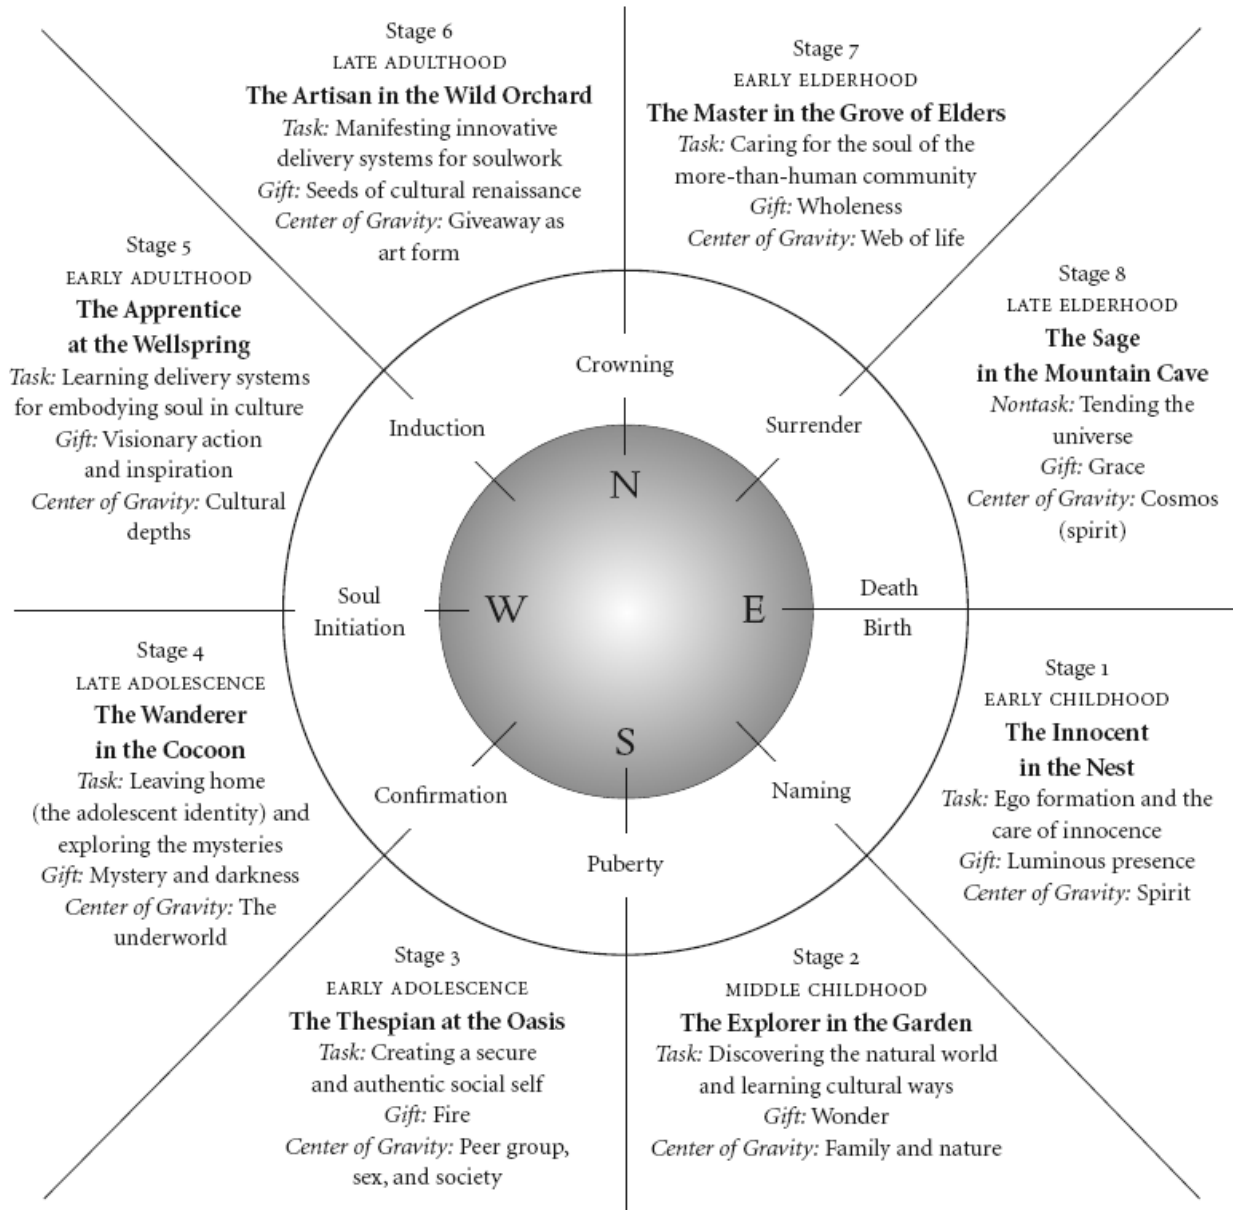 Stage 6
LATE ADULTHOOD
The Artisan in the Wild Orchard
Task: Manifesting innovative
delivery systems for soulwork
Gift: Seeds of cultural renaissance
Center of Gravity: Giveaway as
art form
Stage 7
EARLY ELDERHOOD
The Master in the Grove of Elders
Task: Caring for the soul of the
more-than-human community
Gift: Wholeness
Center of Gravity: Web of life
Stage 5
EARLY ADULTHOOD
The Apprentice
at the Wellspring
Task: Learning delivery systems
for embodying soul in culture
Gift: Visionary action
and inspiration
Center of Gravity: Cultural
depths
Stage 8
LATE ELDERHOOD
The Sage
in the Mountain Cave
Nontask: Tending the
universe
Gift: Grace
Center of Gravity: Cosmos
(spirit)
Crowning
Induction
Surrender
N
Soul
Initiation
W
E
Death
Birth
S
Confirmation
Naming
Puberty
Stage 4
LATE ADOLESCENCE
The Wanderer
in the Cocoon
Task: Leaving home
(the adolescent identity) and
exploring the mysteries
Gift: Mystery and darkness
Center of Gravity: The
underworld
Stage 1
EARLY CHILDHOOD
The Innocent
in the Nest
Task: Ego formation and the
care of innocence
Gift: Luminous presence
Center of Gravity: Spirit
Stage 3
EARLY ADOLESCENCE
The Thespian at the Oasis
Task: Creating a secure
and authentic social self
Gift: Fire
Center of Gravity: Peer group,
sex, and society
Stage 2
MIDDLE CHILDHOOD
The Explorer in the Garden
Task: Discovering the natural world
and learning cultural ways
Gift: Wonder
Center of Gravity: Family and nature